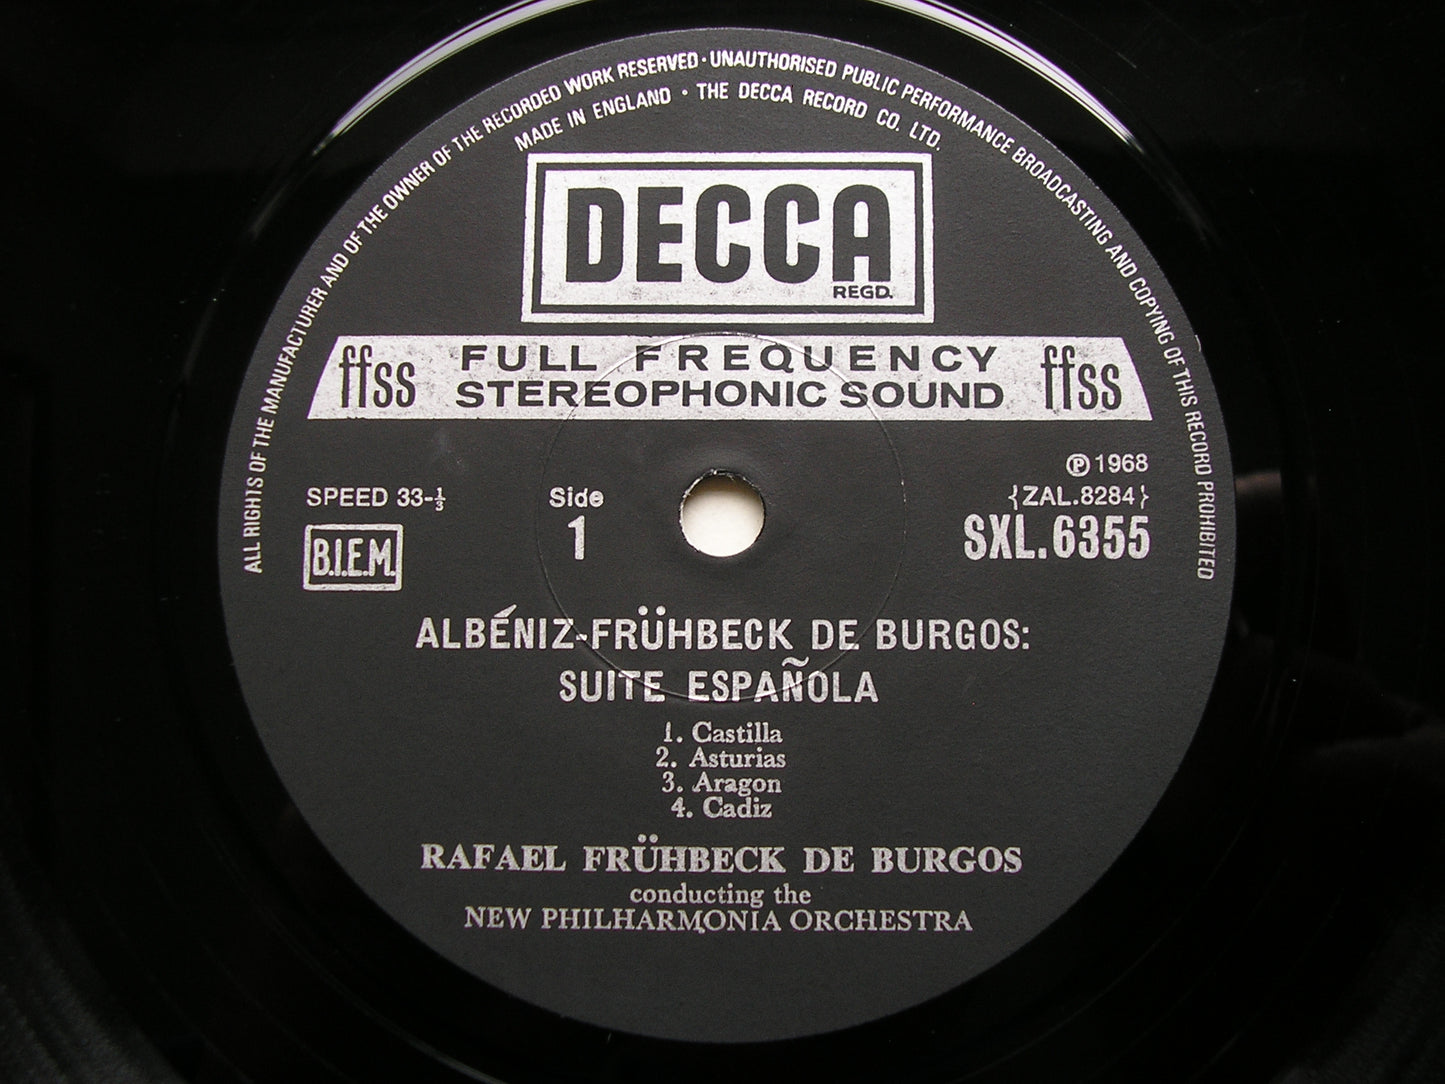 ALL RIGHTS OF THE MANUFACTURER AND OF THE OWNER OF THE RECORDED WORK RESERVED · UNAUTHORISED PUBLIC PERFORMANCE BROADCASTING AND COPYING OF THIS RECORD PROHIBITED
MADE IN ENGLAND · THE DECCA RECORD CO. LTD.
DECCA
REGD.
ffss FULL FREQUENCY ffss
STEREOPHONIC SOUND
℗ 1968
SPEED 33-⅓ Side {ZAL.8284}
1 SXL.6355
B.I.E.M.
ALBÉNIZ-FRÜHBECK DE BURGOS:
SUITE ESPAÑOLA
1. Castilla
2. Asturias
3. Aragon
4. Cadiz
RAFAEL FRÜHBECK DE BURGOS
conducting the
NEW PHILHARMONIA ORCHESTRA